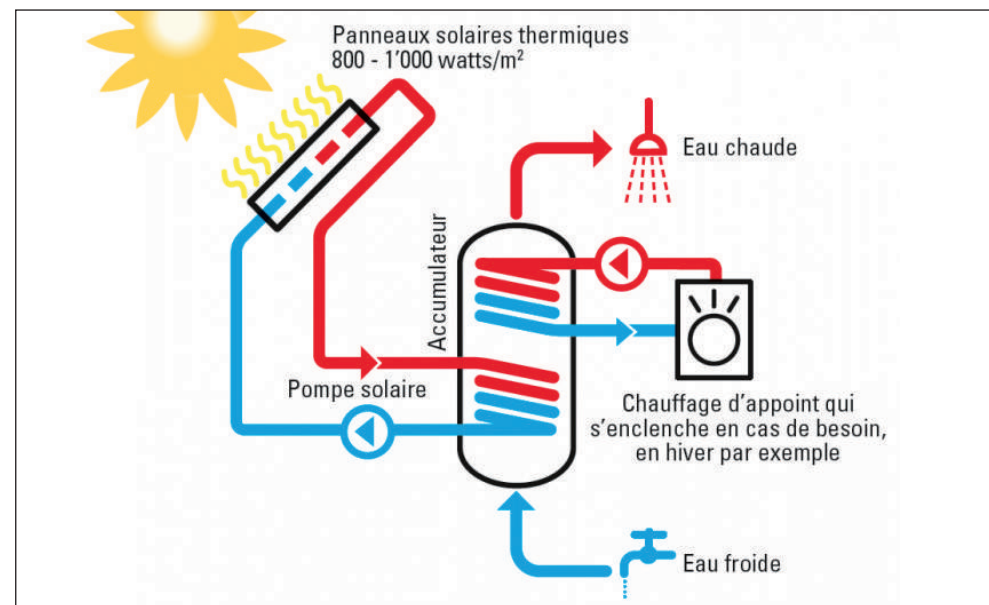 Panneaux solaires thermiques
800 - 1'000 watts/m²
Eau chaude
Accumulateur
Pompe solaire
Chauffage d'appoint qui
s'enclenche en cas de besoin,
en hiver par exemple
Eau froide